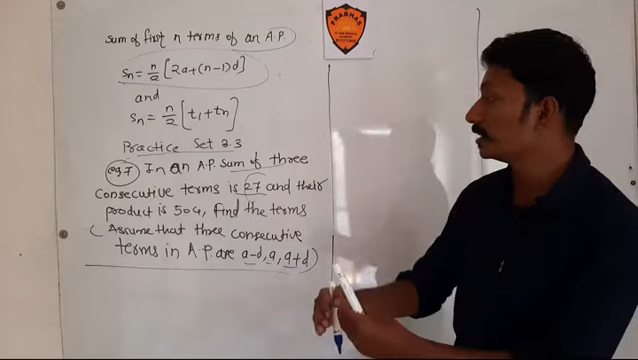 Sum of first n terms of an A.P.
Sn = n/2 [2a+(n-1)d]
and
Sn = n/2 [t1 + tn]
Practice Set 3.3
Q.7 In an A.P. Sum of three
consecutive terms is 27 and their
product is 504, find the terms
(Assume that three consecutive
terms in A.P. are a-d, a, a+d)
PRABHAS